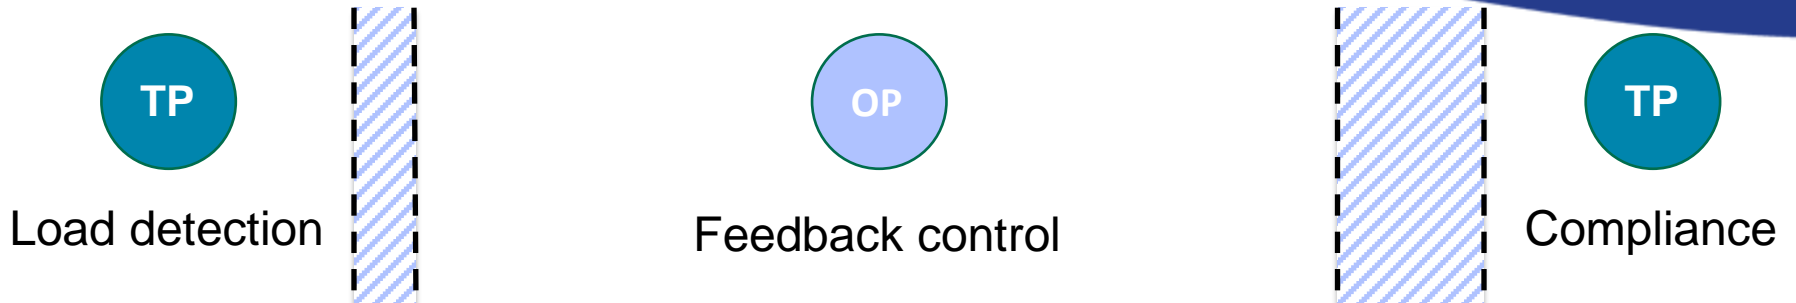 TP
OP
TP
Load detection
Feedback control
Compliance